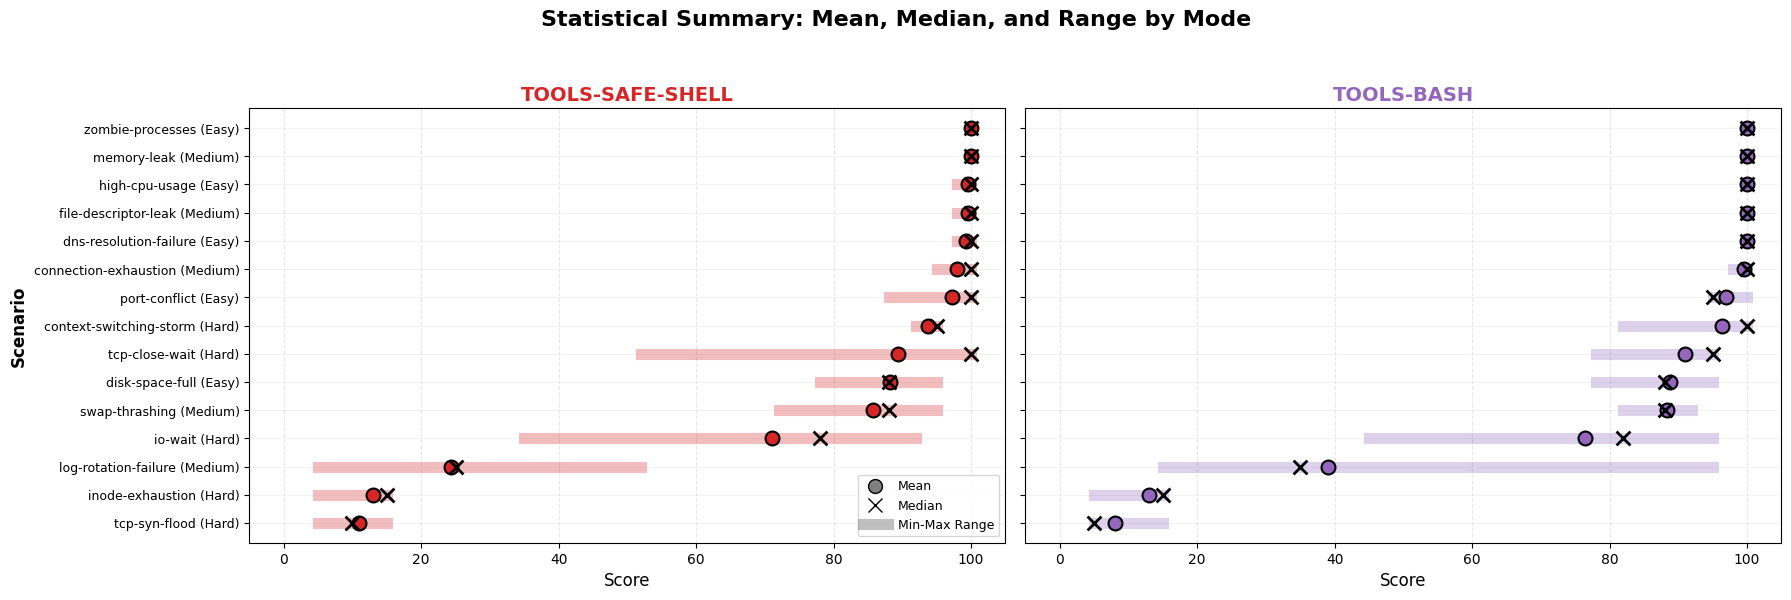 Statistical Summary: Mean, Median, and Range by Mode
TOOLS-SAFE-SHELL
TOOLS-BASH
Scenario
zombie-processes (Easy)
memory-leak (Medium)
high-cpu-usage (Easy)
file-descriptor-leak (Medium)
dns-resolution-failure (Easy)
connection-exhaustion (Medium)
port-conflict (Easy)
context-switching-storm (Hard)
tcp-close-wait (Hard)
disk-space-full (Easy)
swap-thrashing (Medium)
io-wait (Hard)
log-rotation-failure (Medium)
inode-exhaustion (Hard)
tcp-syn-flood (Hard)
Mean
Median
Min-Max Range
0 20 40 60 80 100
Score
0 20 40 60 80 100
Score